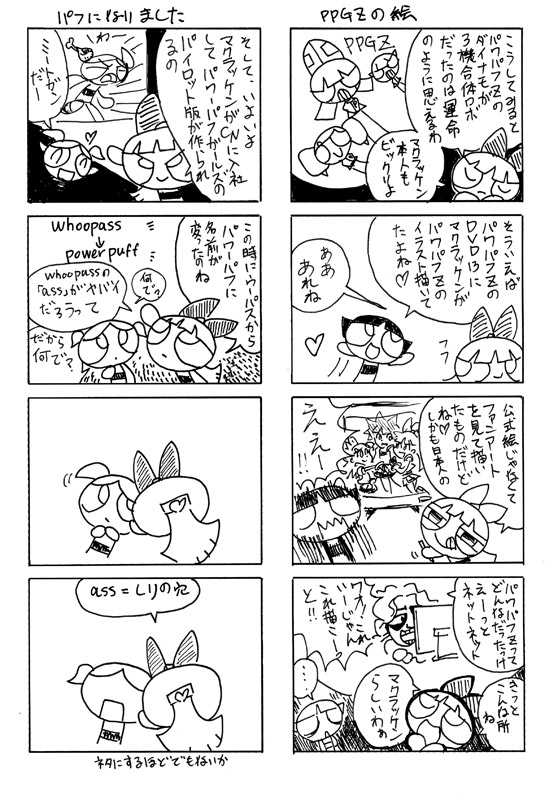 PPGZの絵
こうしてみると
パワパフZの
ダイナモが
3機合体ロボ
だったのは運命
のように思えるわ
PPGZ
マクラッケン
本人も
ビックリよ
そういえば
パワパフZの
DVDに
マクラッケンが
パワパフZの
イラスト描いて
たよね♡
ああ
あれね
フフ
公式絵じゃなくて
ファンアート
を見て描い
たものだけど
ね♡
しかも日本人の
ええー
!!
パワパフZって
どんなだったっけ
えーっと
ネットネット
ワオ!これ
いーじゃん
これ描こー
っと!!
きっと
こんな所
ね
マクラッケン
らしいわぁ
…
パフになりました
そして、いよいよ
マクラッケンがCNに入社
してパワーパフガールズの
パイロット版が作られ
るの
わー
ミートガン
だー
この時にウーパスから
パワーパフに
名前が
変ったのね
whoopass
↓
powerpuff
何でっ
whoopassの
「ass」がヤバイ
だろうって
だから
何で?
ass=しりの穴
ネタにするほどでもないか